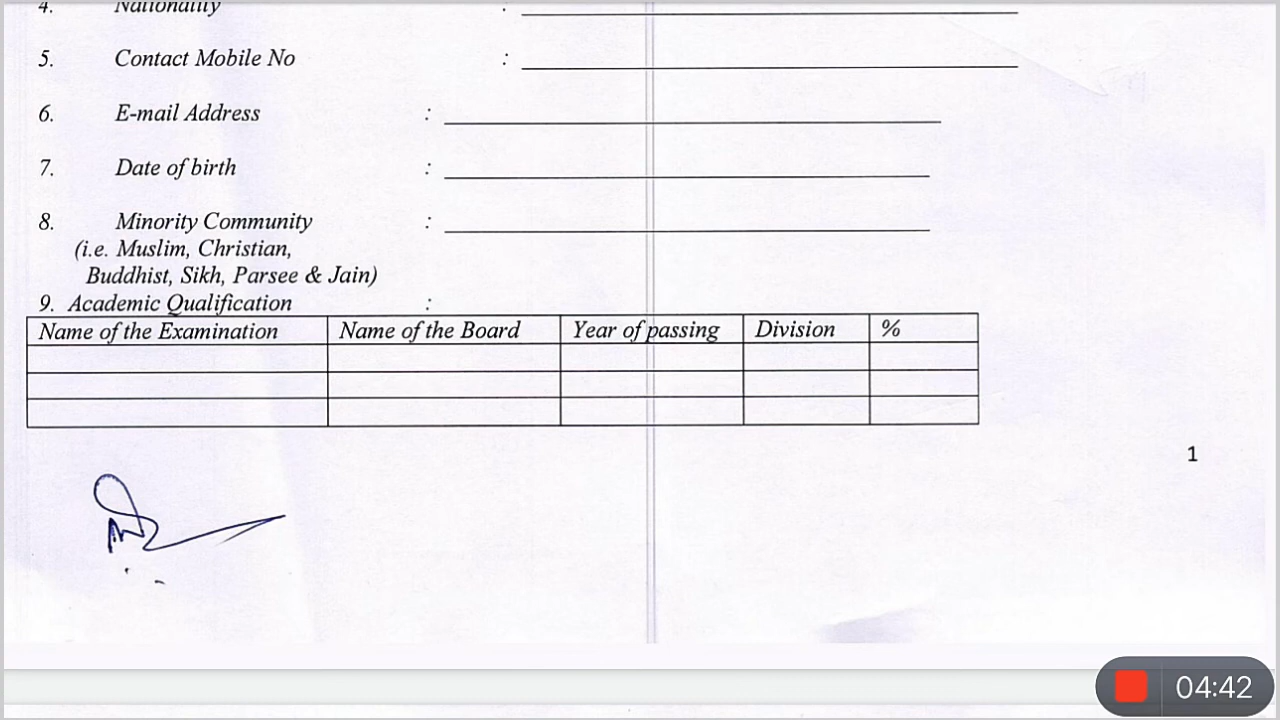 4. Nationality :
5. Contact Mobile No :
6. E-mail Address :
7. Date of birth :
8. Minority Community :
(i.e. Muslim, Christian,
Buddhist, Sikh, Parsee & Jain)
9. Academic Qualification :
Name of the Examination Name of the Board Year of passing Division %
1
04:42